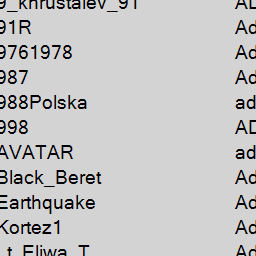 9_khrustalev_91 AD
91R Ad
9761978 Ad
987 Ad
988Polska ad
998 AD
AVATAR ad
Black_Beret Ad
Earthquake Ad
Kortez1 Ad
_t_Eliwa_T_ Ad